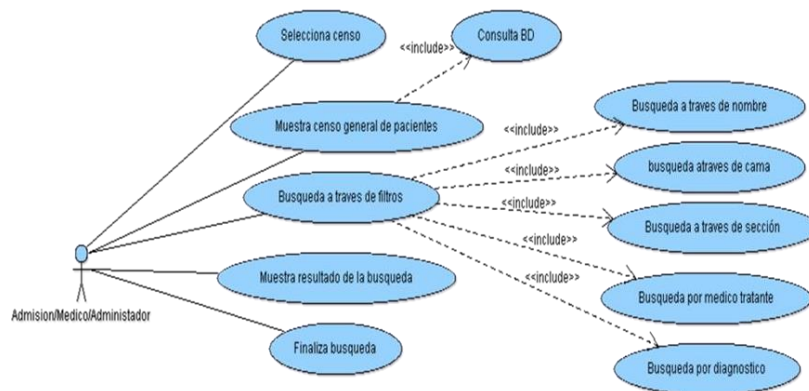 Selecciona censo
<<include>>
Consulta BD
Muestra censo general de pacientes
<<include>>
Busqueda a traves de nombre
<<include>>
busqueda atraves de cama
Busqueda a traves de filtros
<<include>>
Busqueda a traves de sección
<<include>>
Muestra resultado de la busqueda
<<include>>
Busqueda por medico tratante
Admision/Medico/Administador
Finaliza busqueda
Busqueda por diagnostico